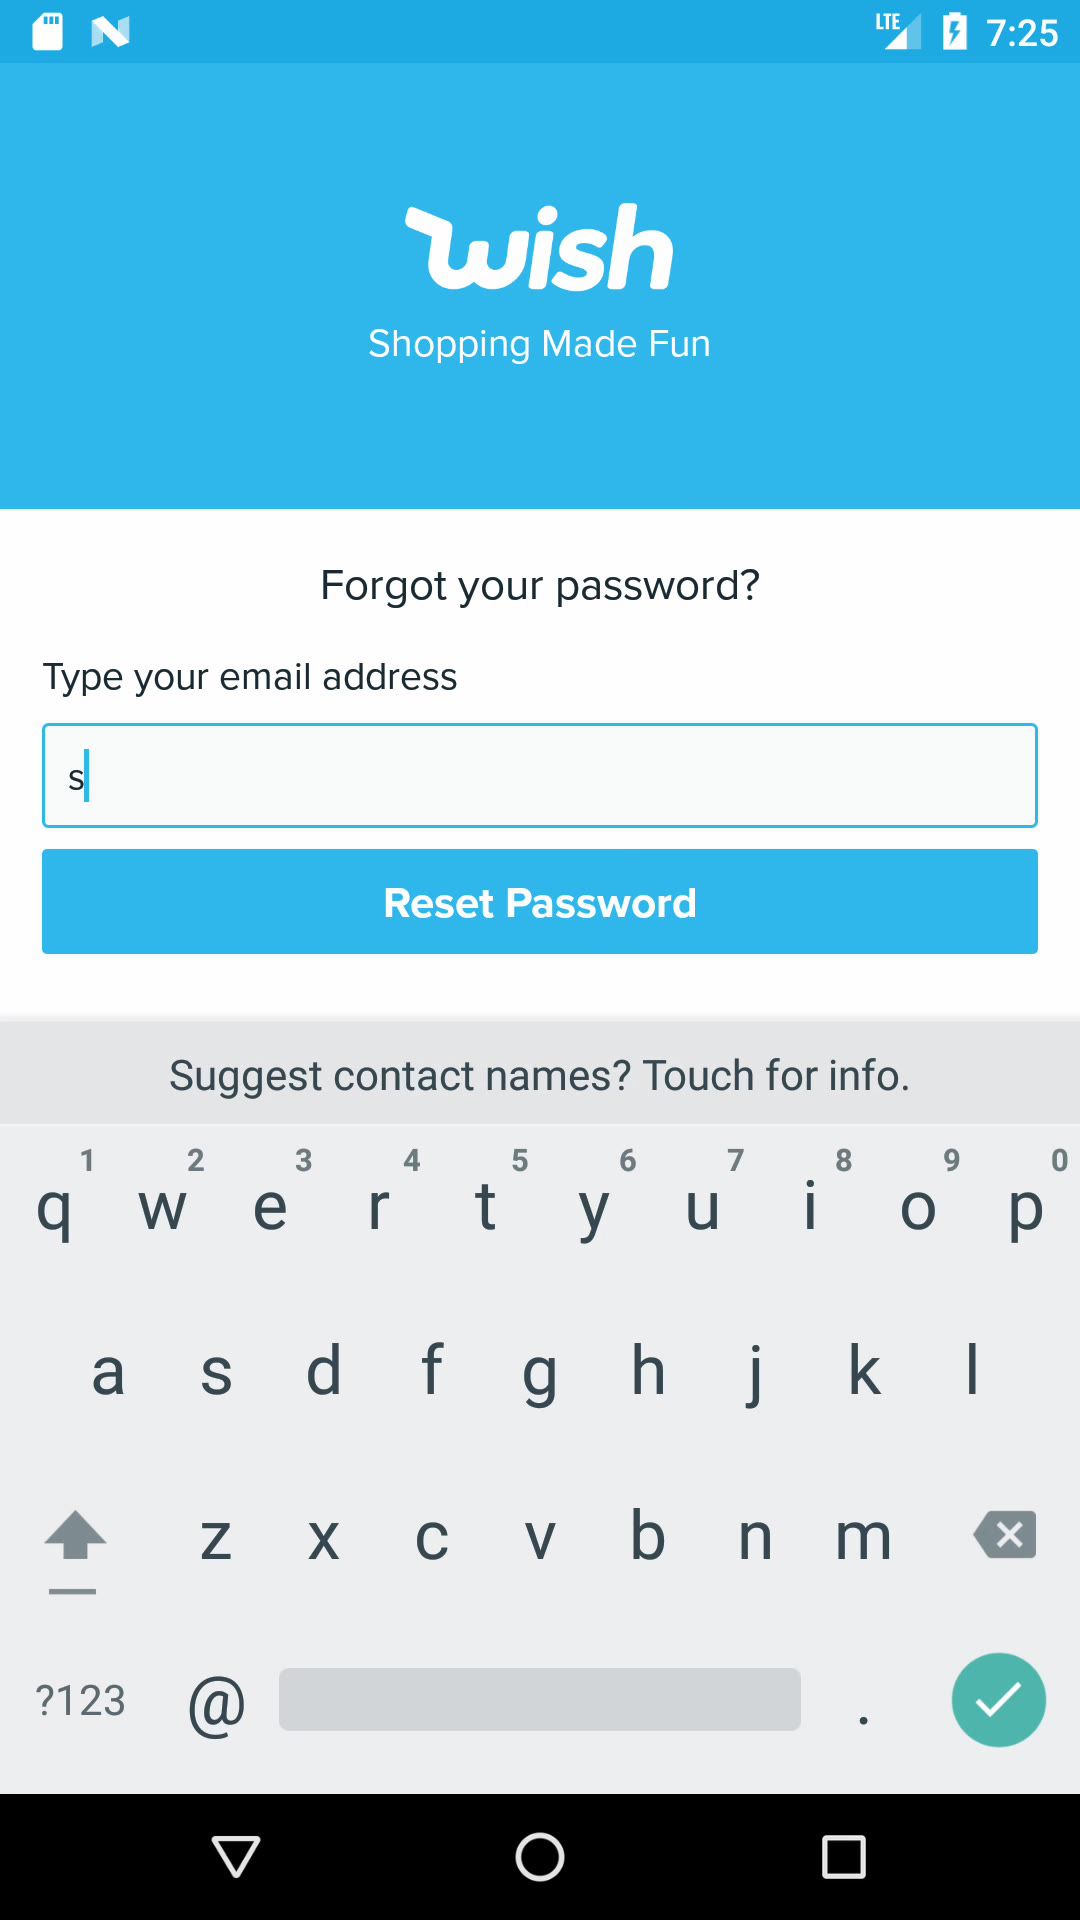 LTE 7:25
wish
Shopping Made Fun
Forgot your password?
Type your email address
s
Reset Password
Suggest contact names? Touch for info.
1 2 3 4 5 6 7 8 9 0
q w e r t y u i o p
a s d f g h j k l
z x c v b n m
?123 @ .